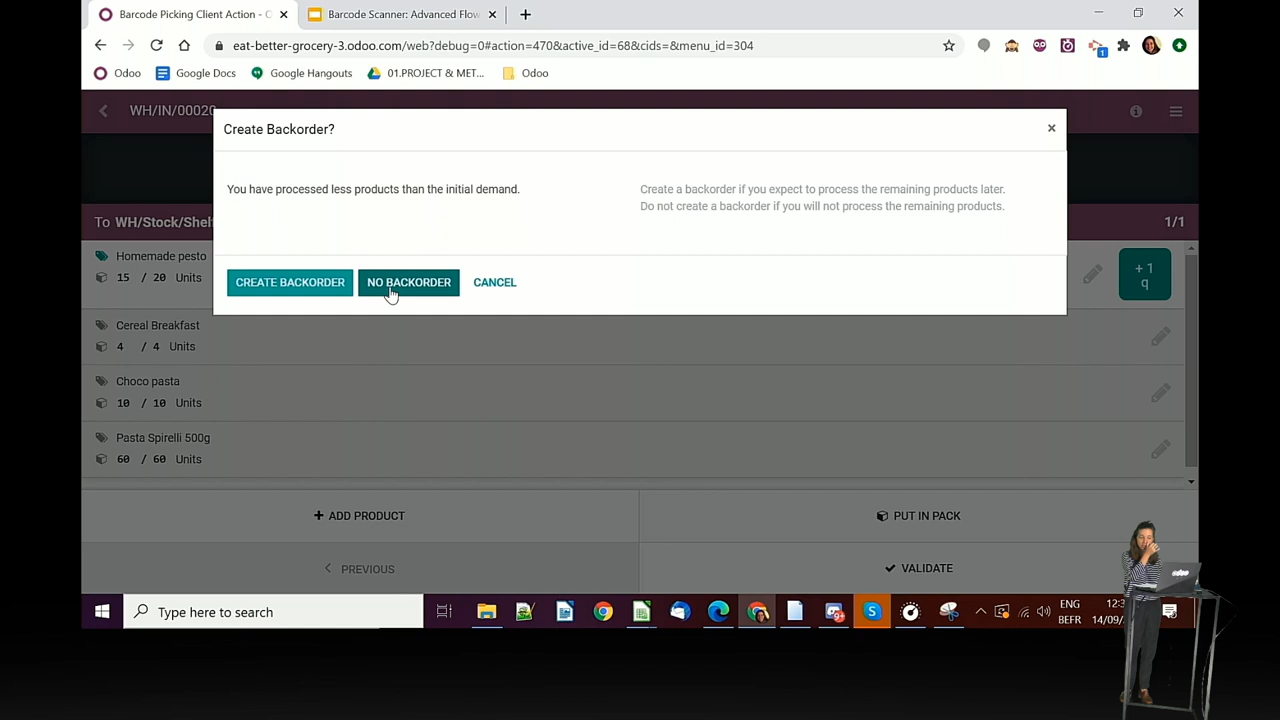 Barcode Picking Client Action - O
Barcode Scanner: Advanced Flow
eat-better-grocery-3.odoo.com/web?debug=0#action=470&active_id=68&cids=&menu_id=304
1
Odoo
Google Docs
Google Hangouts
01.PROJECT & MET...
Odoo
WH/IN/00020
Create Backorder?
You have processed less products than the initial demand.
Create a backorder if you expect to process the remaining products later.
Do not create a backorder if you will not process the remaining products.
CREATE BACKORDER
NO BACKORDER
CANCEL
To WH/Stock/Shelf
1/1
Homemade pesto
15 / 20 Units
+ 1
q
Cereal Breakfast
4 / 4 Units
Choco pasta
10 / 10 Units
Pasta Spirelli 500g
60 / 60 Units
+ ADD PRODUCT
PUT IN PACK
PREVIOUS
VALIDATE
Type here to search
ENG
BEFR
12:3
14/09/2
odoo